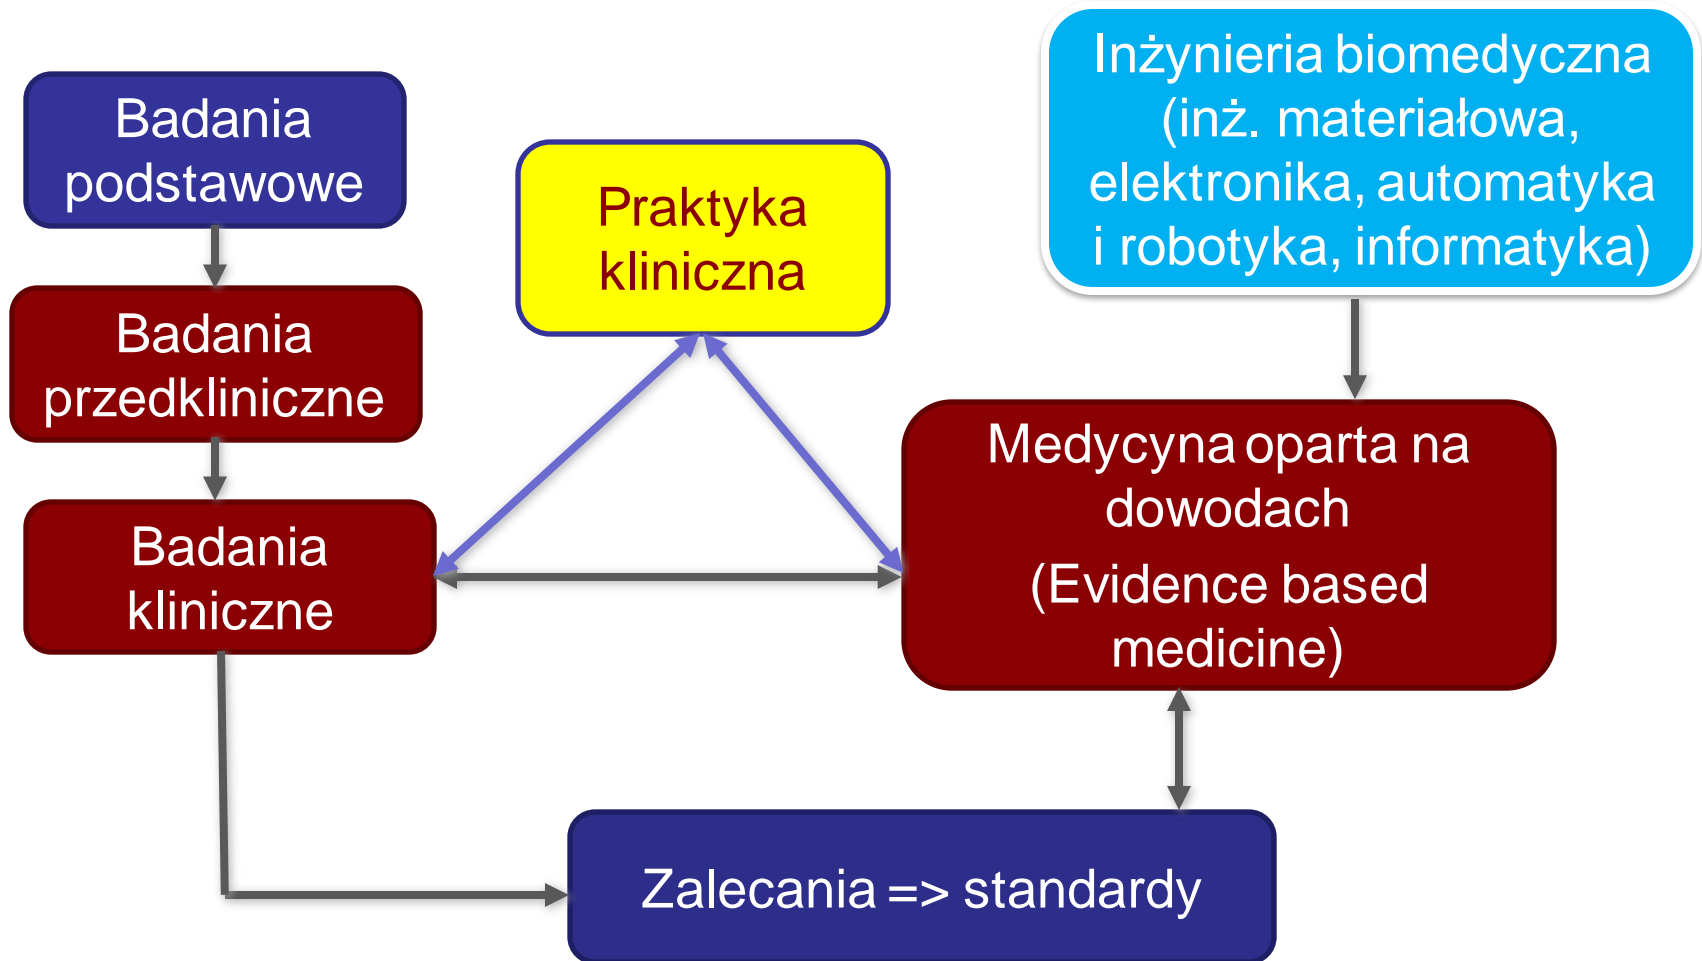 Badania
podstawowe
Badania
przedkliniczne
Badania
kliniczne
Praktyka
kliniczna
Inżynieria biomedyczna
(inż. materiałowa,
elektronika, automatyka
i robotyka, informatyka)
Medycyna oparta na
dowodach
(Evidence based
medicine)
Zalecania => standardy